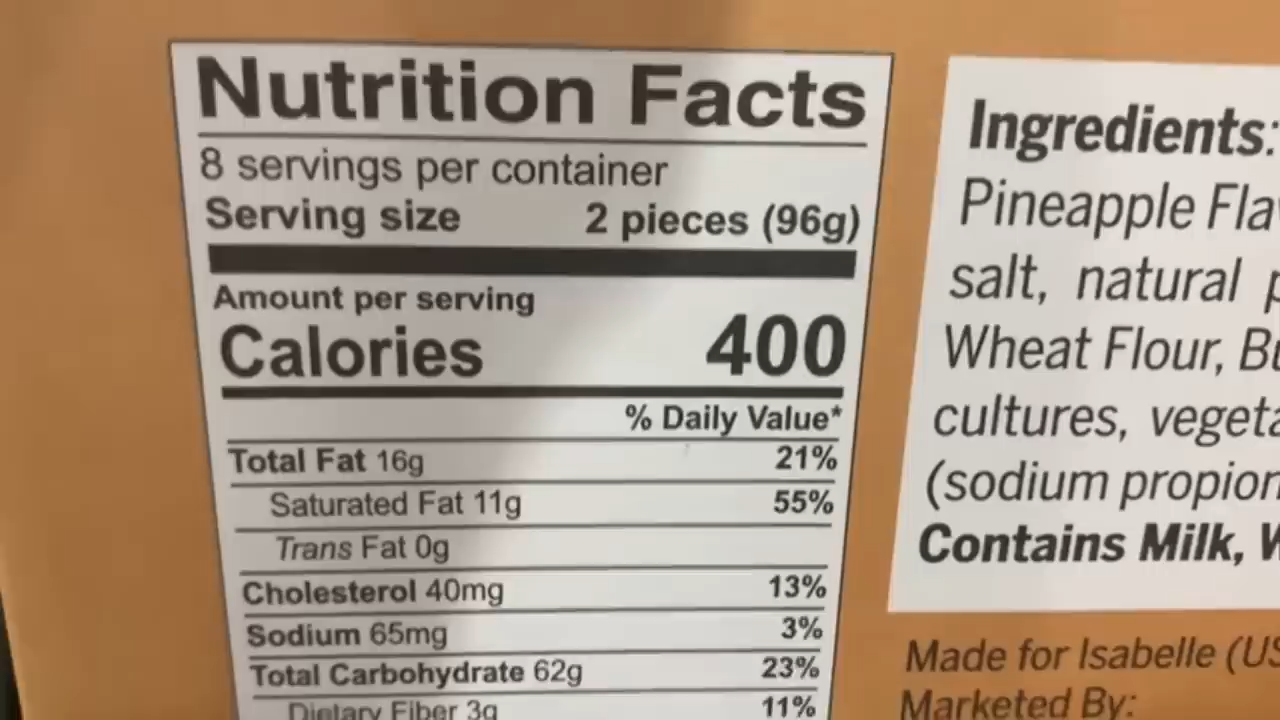 Nutrition Facts
8 servings per container
Serving size 2 pieces (96g)
Amount per serving
Calories 400
% Daily Value*
Total Fat 16g 21%
Saturated Fat 11g 55%
Trans Fat 0g
Cholesterol 40mg 13%
Sodium 65mg 3%
Total Carbohydrate 62g 23%
Dietary Fiber 3g 11%
Ingredients:
Pineapple
salt, natural
Wheat Flour,
cultures,
(sodium
Contains Milk,
Made for Isabelle (US
Marketed By: